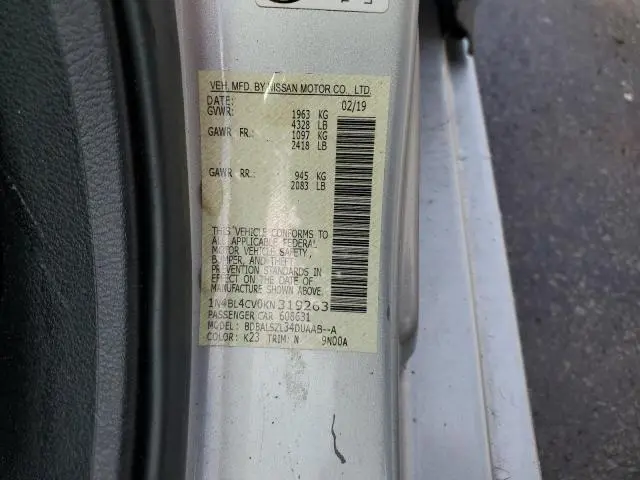 VEH. MFD. BY NISSAN MOTOR CO., LTD.
DATE: 02/19
GVWR: 1963 KG
4328 LB
GAWR FR.: 1097 KG
2418 LB
GAWR RR.: 945 KG
2083 LB
THIS VEHICLE CONFORMS TO
ALL APPLICABLE FEDERAL
MOTOR VEHICLE SAFETY,
BUMPER, AND THEFT
PREVENTION STANDARDS IN
EFFECT ON THE DATE OF
MANUFACTURE SHOWN ABOVE.
1N4BL4CV0KN319263
PASSENGER CAR 608631
MODEL: BDBALSZL34DUAAB--A
COLOR: K23 TRIM: N 9N00A